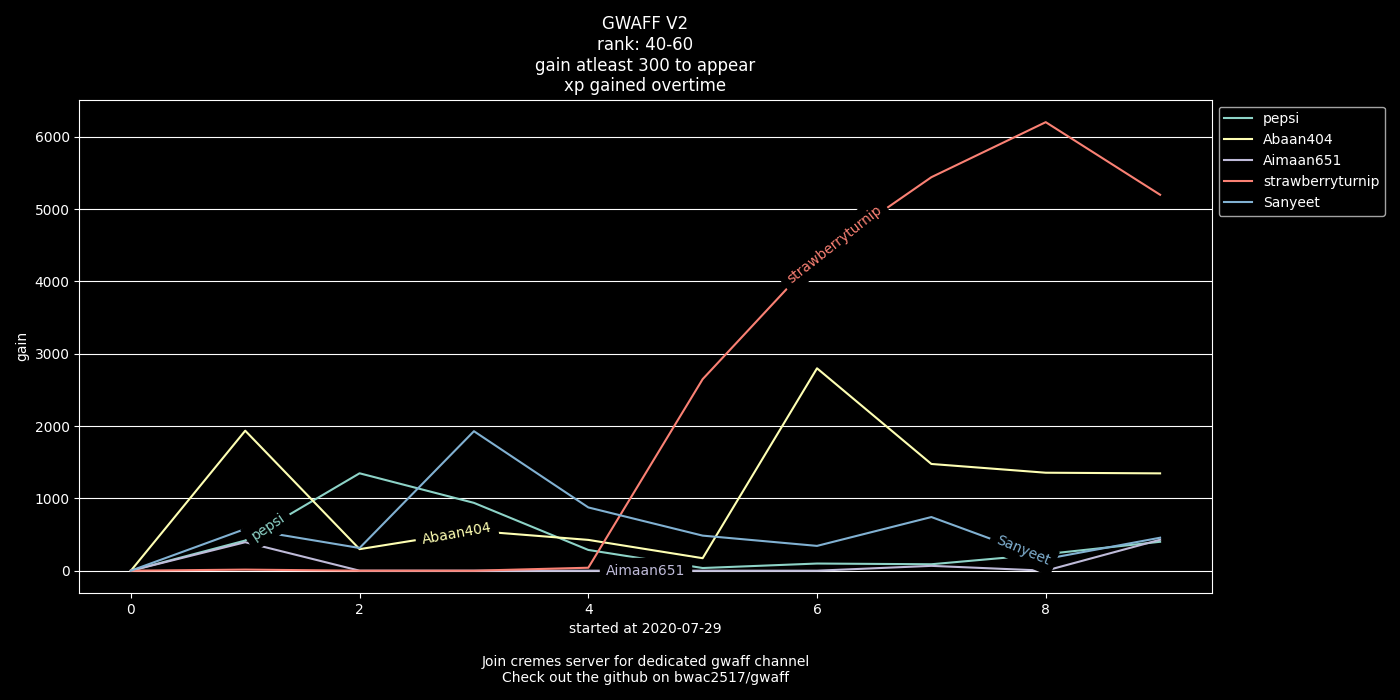 GWAFF V2
rank: 40-60
gain atleast 300 to appear
xp gained overtime
pepsi
Abaan404
Aimaan651
strawberryturnip
Sanyeet
6000
5000
4000
3000
2000
1000
0
gain
strawberryturnip
pepsi
Abaan404
Aimaan651
Sanyeet
0
2
4
6
8
started at 2020-07-29
Join cremes server for dedicated gwaff channel
Check out the github on bwac2517/gwaff